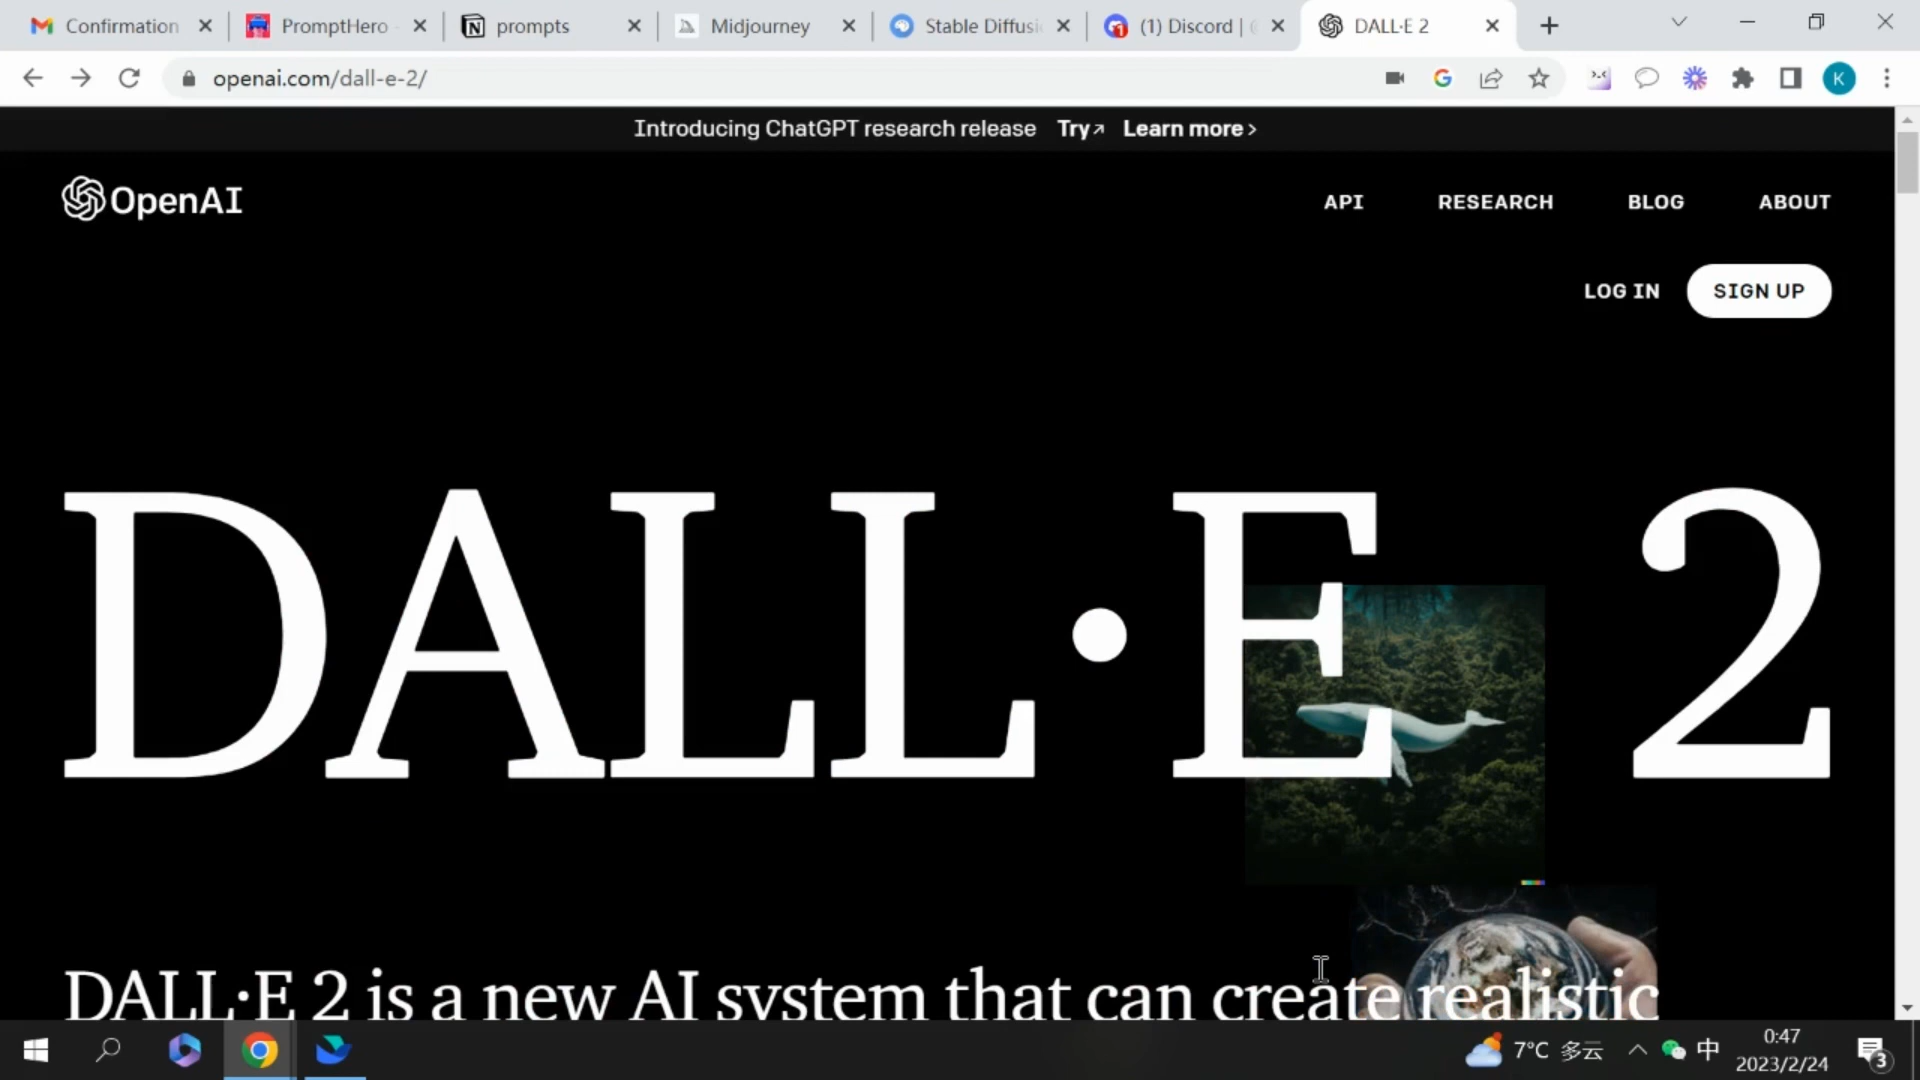 Confirmation
PromptHero -
prompts
Midjourney
Stable Diffusi
(1) Discord |
DALL·E 2
openai.com/dall-e-2/
K
Introducing ChatGPT research release Try↗ Learn more >
OpenAI
API RESEARCH BLOG ABOUT
LOG IN SIGN UP
DALL·E 2
DALL·E 2 is a new AI system that can create realistic
7°C 多云
中
0:47
2023/2/24
3